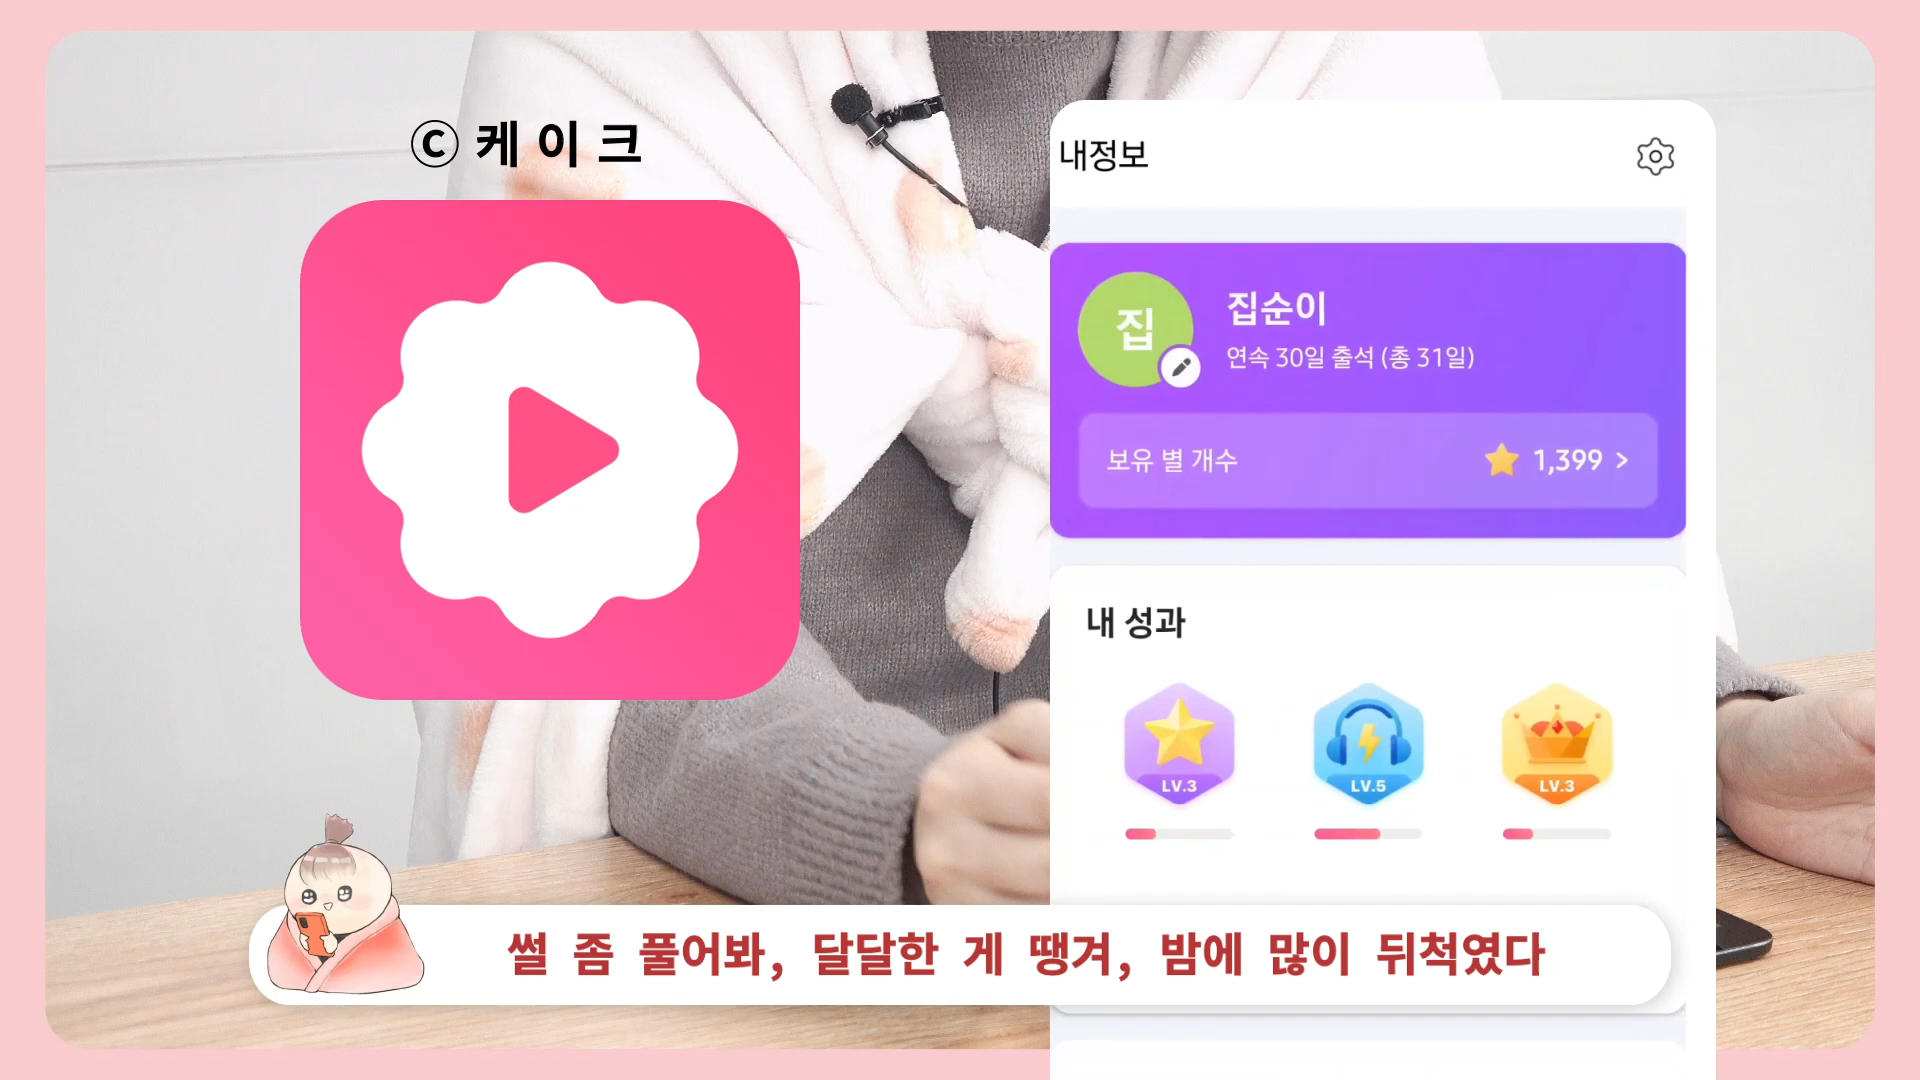 ⓒ케이크
내정보
집
집순이
연속 30일 출석 (총 31일)
보유 별 개수
1,399 >
내 성과
LV.3
LV.5
LV.3
썰 좀 풀어봐, 달달한 게 땡겨, 밤에 많이 뒤척였다